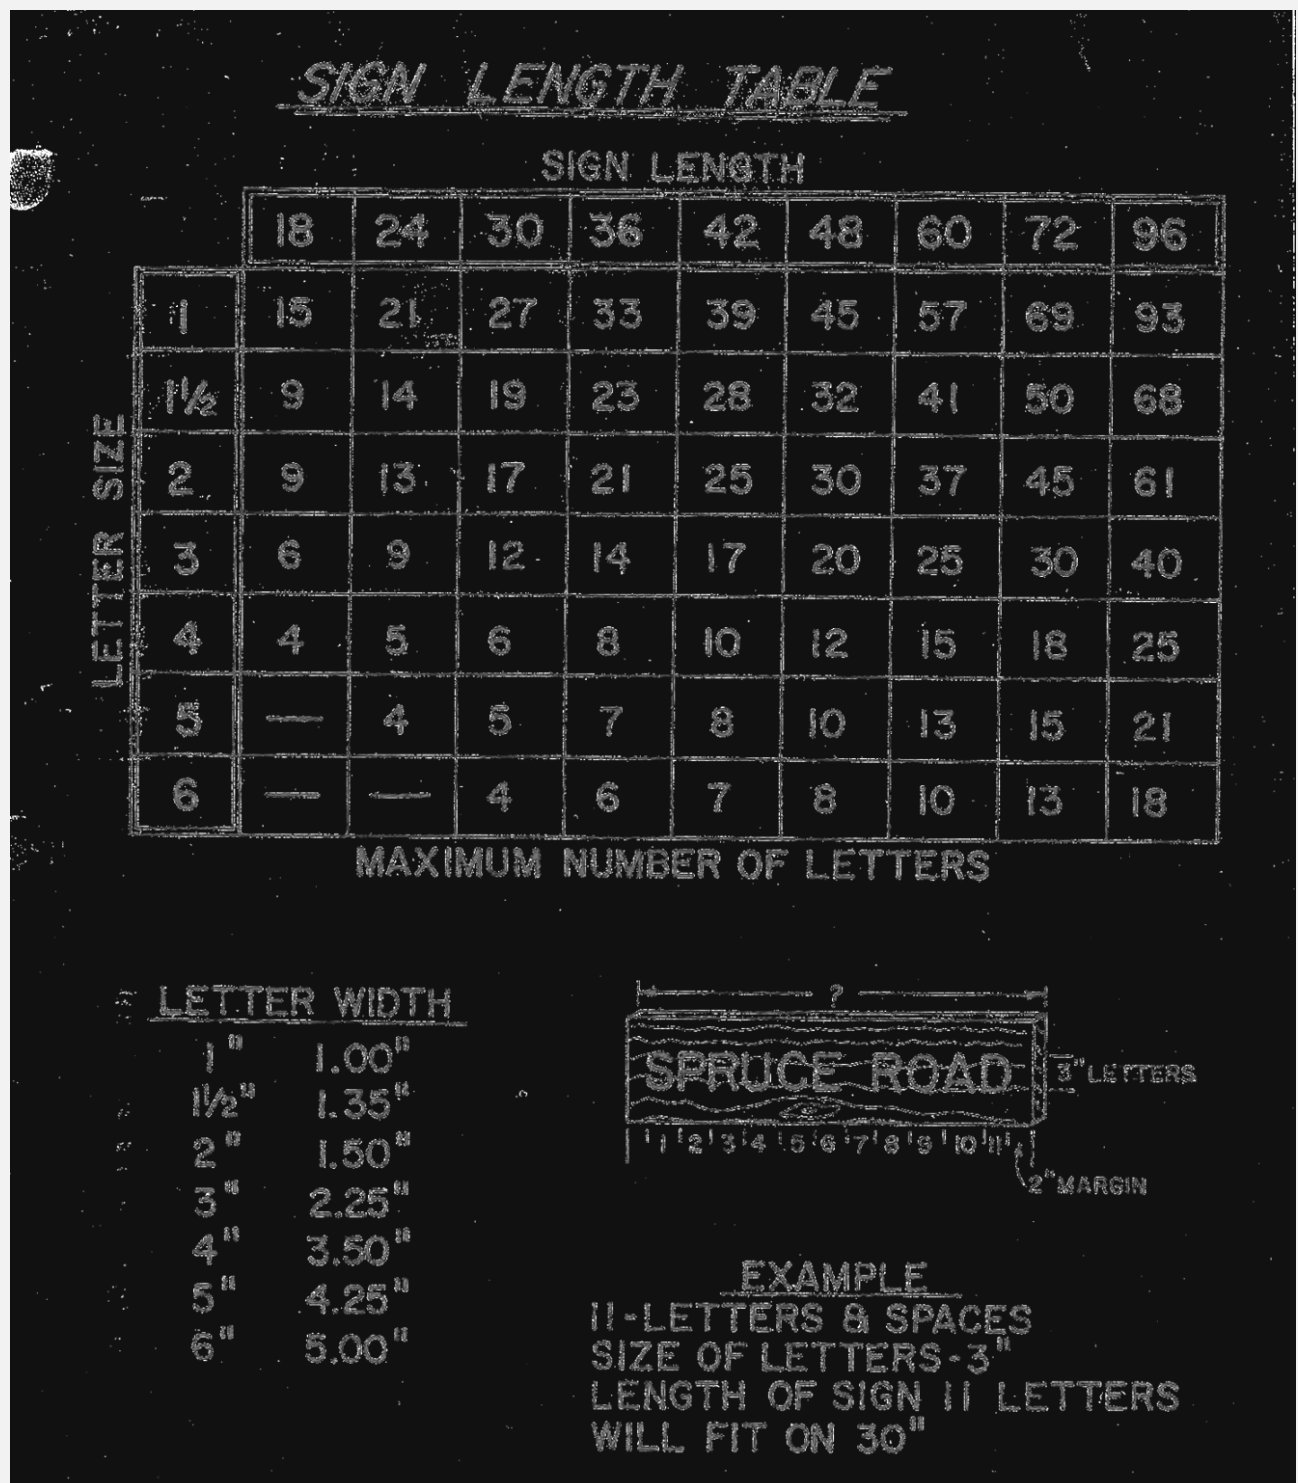 SIGN LENGTH TABLE
SIGN LENGTH
18 24 30 36 42 48 60 72 96
LETTER SIZE
1 15 21 27 33 39 45 57 69 93
1 1/2 9 14 19 23 28 32 41 50 68
2 9 13 17 21 25 30 37 45 61
3 6 9 12 14 17 20 25 30 40
4 4 5 6 8 10 12 15 18 25
5 — 4 5 7 8 10 13 15 21
6 — — 4 6 7 8 10 13 18
MAXIMUM NUMBER OF LETTERS
LETTER WIDTH
1" 1.00"
1 1/2" 1.35"
2" 1.50"
3" 2.25"
4" 3.50"
5" 4.25"
6" 5.00"
?
SPRUCE ROAD
3" LETTERS
1 2 3 4 5 6 7 8 9 10 11
2" MARGIN
EXAMPLE
11-LETTERS & SPACES
SIZE OF LETTERS-3"
LENGTH OF SIGN 11 LETTERS
WILL FIT ON 30"